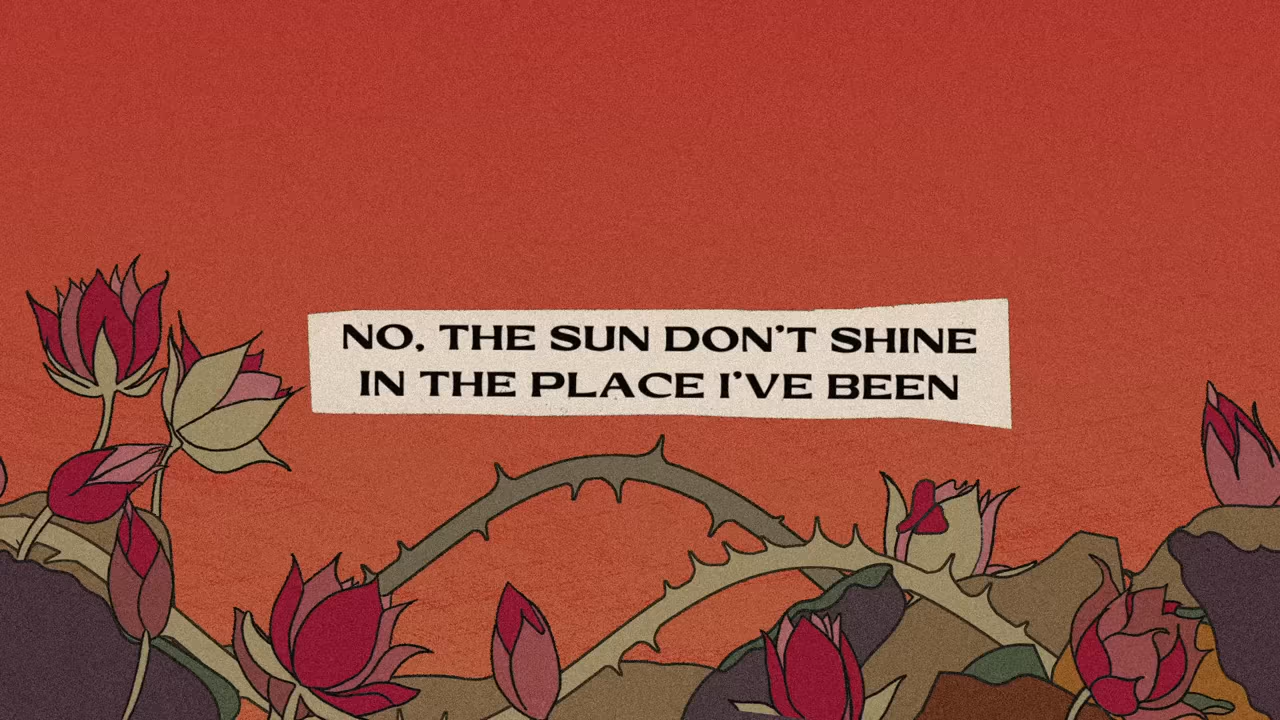 NO, THE SUN DON'T SHINE
IN THE PLACE I'VE BEEN